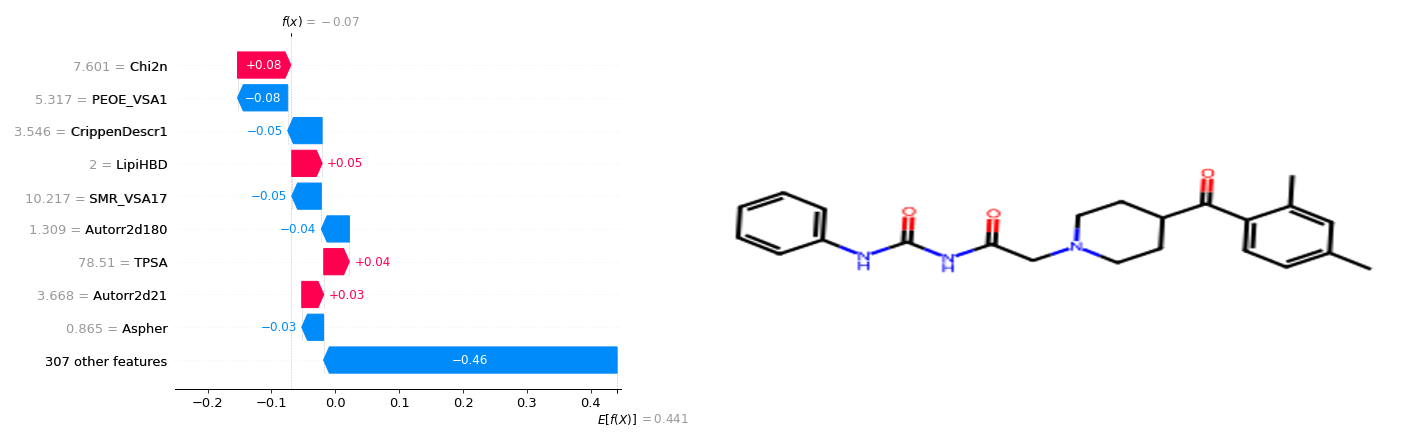 f(x) = −0.07
7.601 = Chi2n
+0.08
5.317 = PEOE_VSA1
−0.08
3.546 = CrippenDescr1
−0.05
2 = LipiHBD
+0.05
10.217 = SMR_VSA17
−0.05
1.309 = Autorr2d180
−0.04
78.51 = TPSA
+0.04
3.668 = Autorr2d21
+0.03
0.865 = Aspher
−0.03
307 other features
−0.46
−0.2 −0.1 0.0 0.1 0.2 0.3 0.4
E[f(X)] = 0.441
O O O
N N N
H H